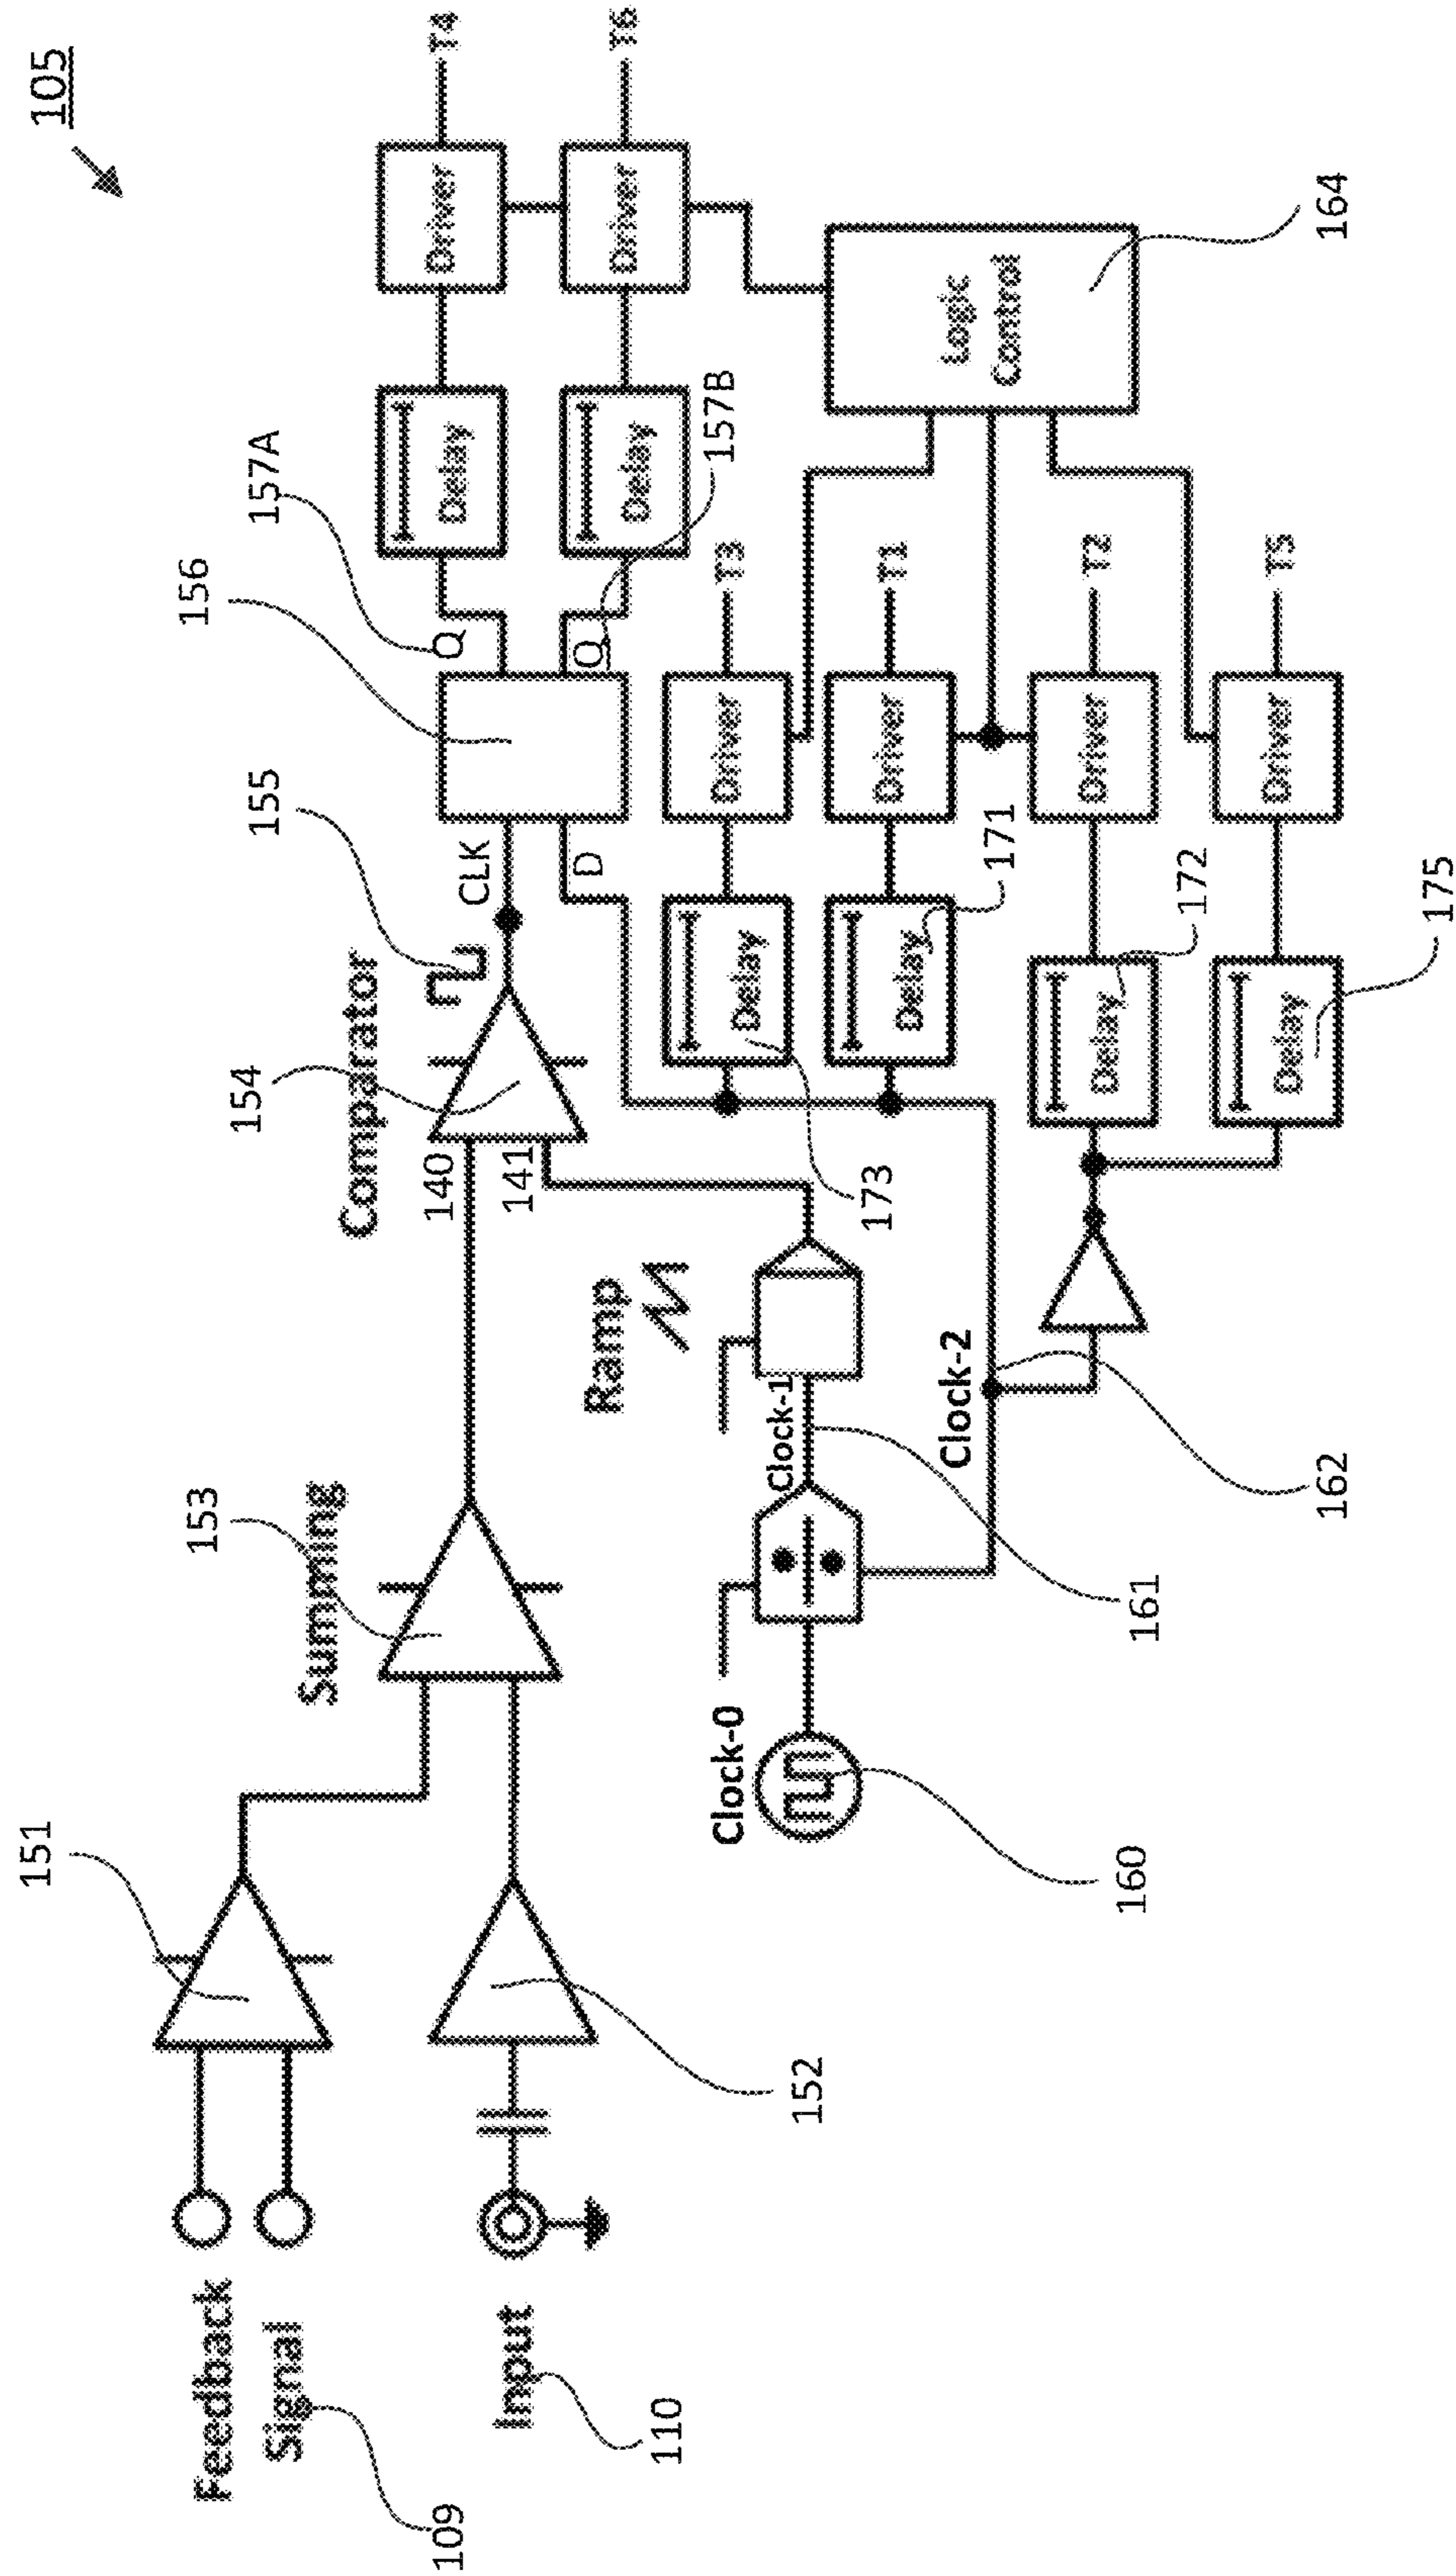 105
Feedback
Signal
109
Input
110
151
152
Summing
153
Comparator
154
140
141
155
CLK
D
156
Q
Q
157A
157B
Delay
Driver
T4
Delay
Driver
T6
Clock-0
160
Clock-1
161
Ramp
Clock-2
162
Delay
173
Driver
T3
Delay
171
Driver
T1
Delay
172
Driver
T2
Delay
175
Driver
T5
Logic
Control
164